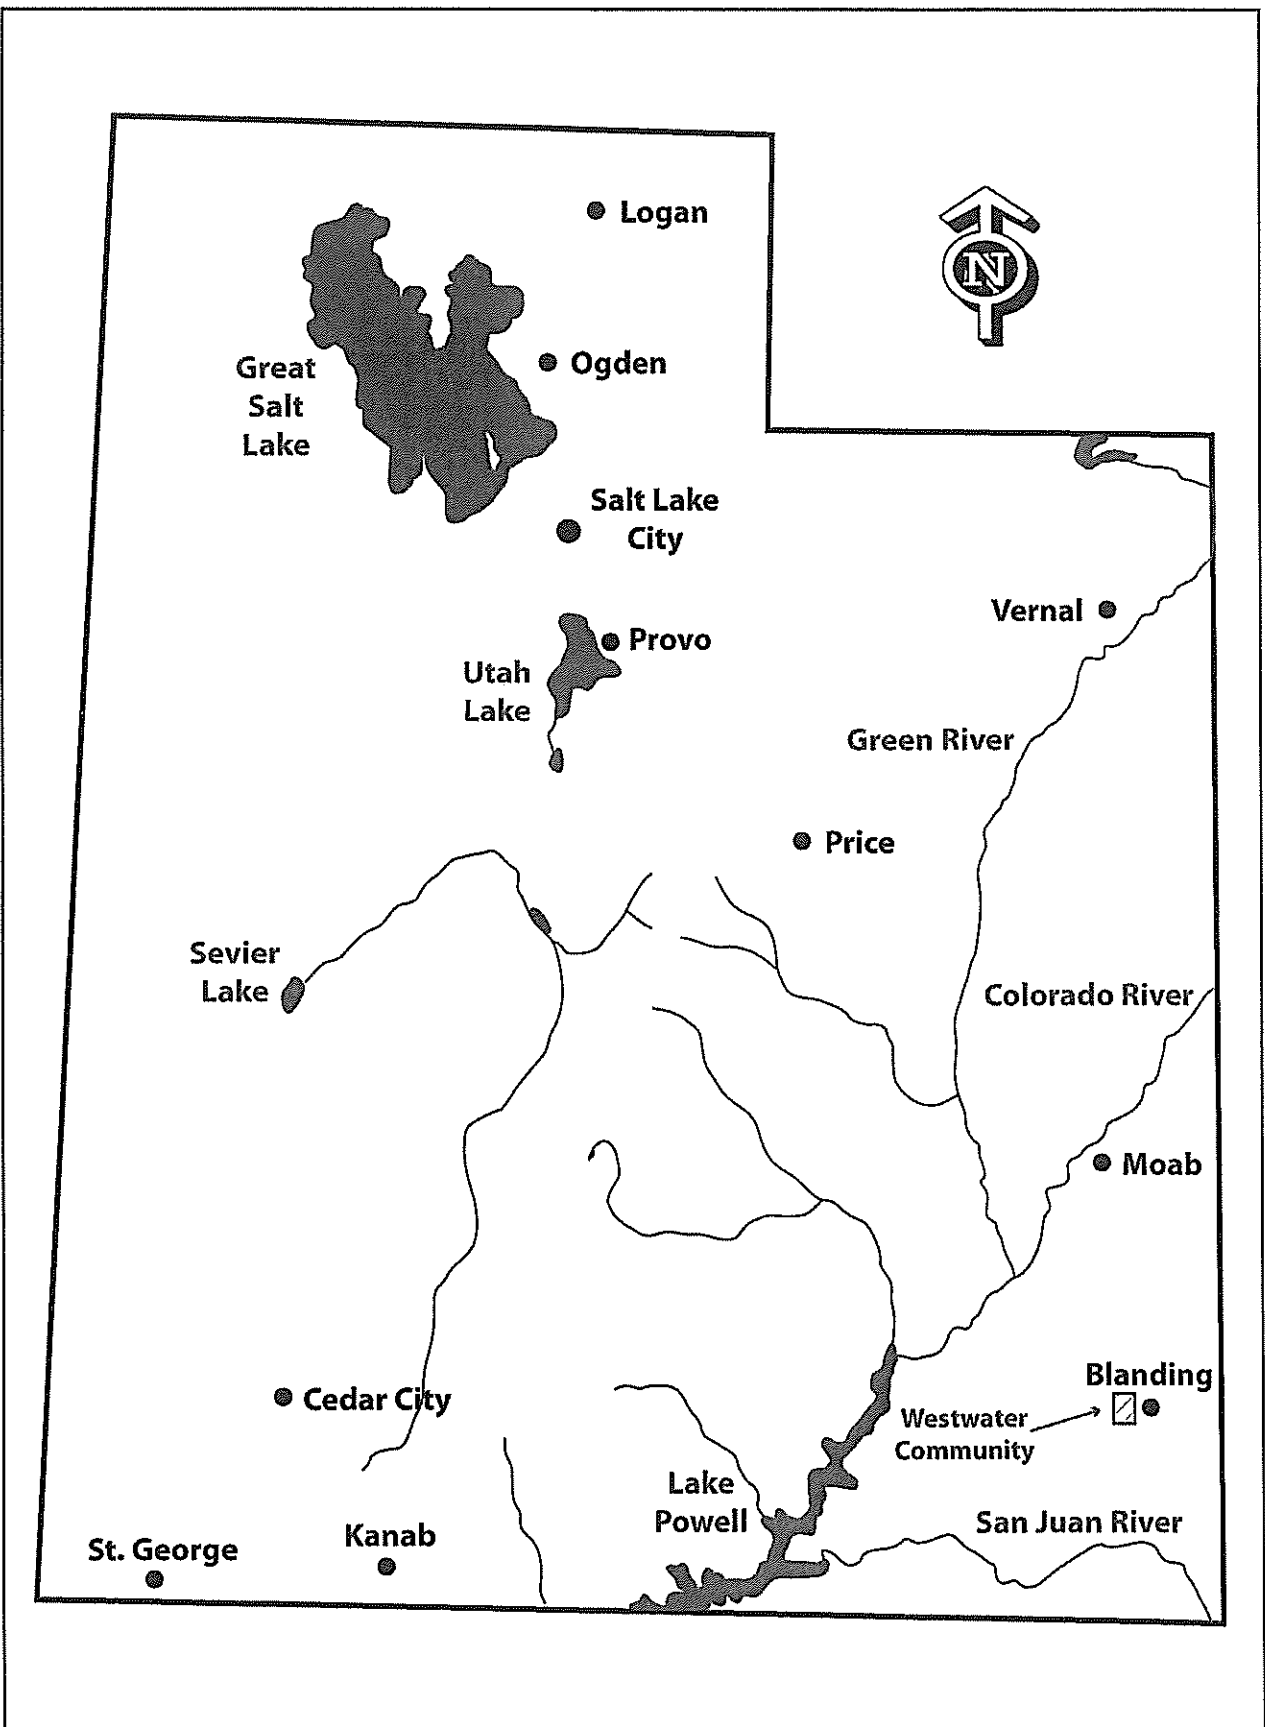 Logan
N
Great
Salt
Lake
Ogden
Salt Lake
City
Vernal
Provo
Utah
Lake
Green River
Price
Sevier
Lake
Colorado River
Moab
Blanding
Cedar City
Westwater
Community
Lake
Powell
San Juan River
Kanab
St. George